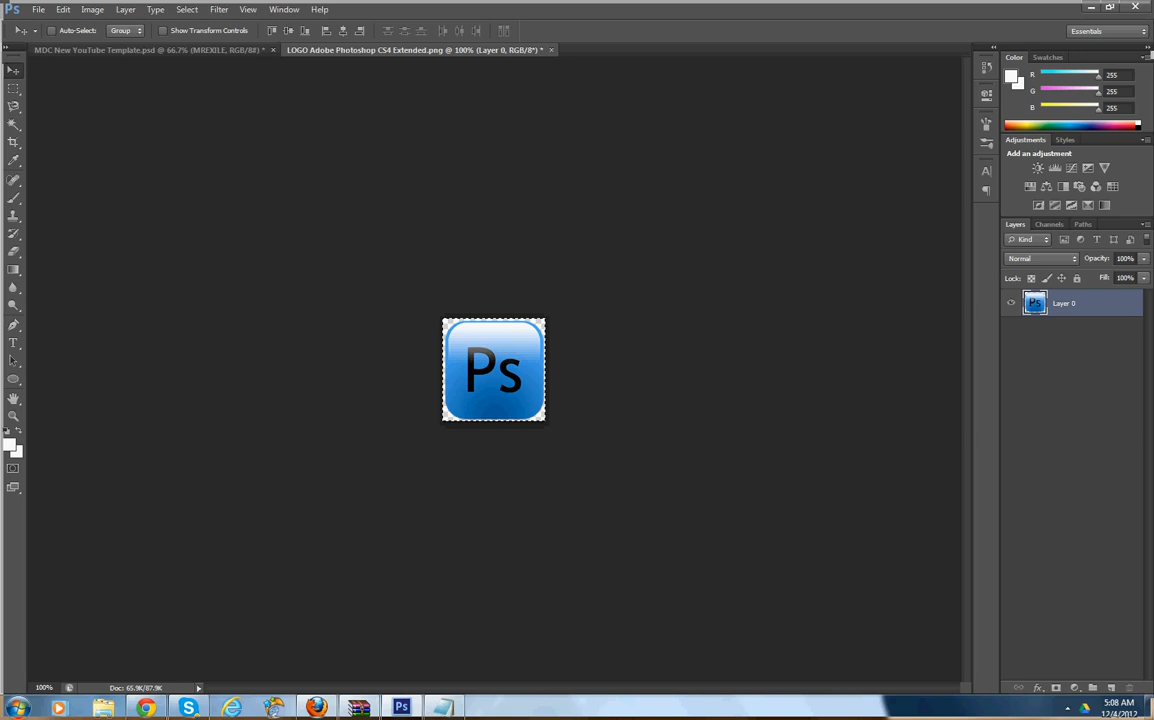 Ps File Edit Image Layer Type Select Filter View Window Help
Auto-Select: Group Show Transform Controls Essentials
MDC New YouTube Template.psd @ 66.7% (MREXILE, RGB/8#) * × LOGO Adobe Photoshop CS4 Extended.png @ 100% (Layer 0, RGB/8*) * ×
Color Swatches
R 255
G 255
B 255
Adjustments Styles
Add an adjustment
Layers Channels Paths
Kind
Normal Opacity: 100%
Lock: Fill: 100%
Ps Layer 0
Ps
100% Doc: 65.9K/87.9K
Ps 5:08 AM
12/4/2012